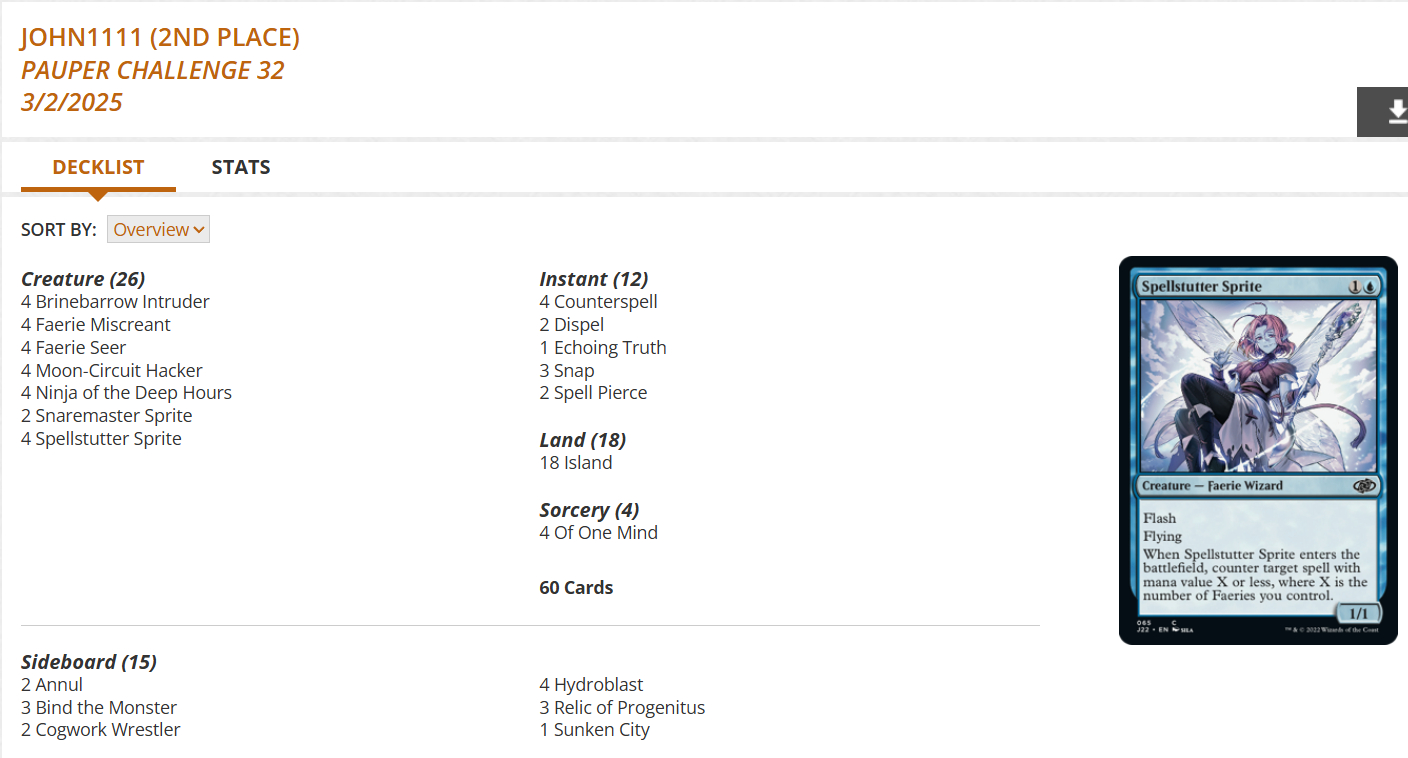 JOHN1111 (2ND PLACE)
PAUPER CHALLENGE 32
3/2/2025
DECKLIST STATS
SORT BY: Overview
Creature (26)
4 Brinebarrow Intruder
4 Faerie Miscreant
4 Faerie Seer
4 Moon-Circuit Hacker
4 Ninja of the Deep Hours
2 Snaremaster Sprite
4 Spellstutter Sprite
Instant (12)
4 Counterspell
2 Dispel
1 Echoing Truth
3 Snap
2 Spell Pierce
Land (18)
18 Island
Sorcery (4)
4 Of One Mind
60 Cards
Spellstutter Sprite 1
Creature — Faerie Wizard
Flash
Flying
When Spellstutter Sprite enters the
battlefield, counter target spell with
mana value X or less, where X is the
number of Faeries you control.
1/1
065 C
J22 • EN SILA
™ & © 2022 Wizards of the Coast
Sideboard (15)
2 Annul
3 Bind the Monster
2 Cogwork Wrestler
4 Hydroblast
3 Relic of Progenitus
1 Sunken City